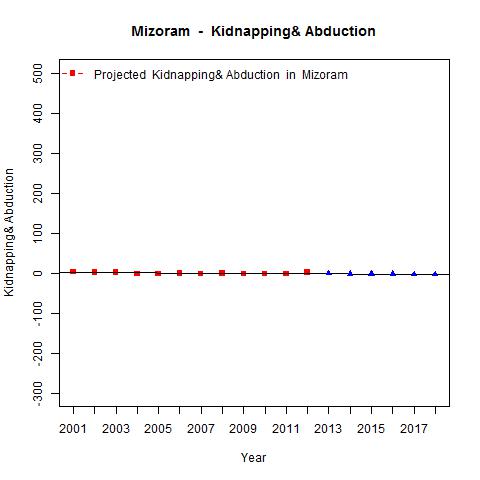 Mizoram - Kidnapping& Abduction
Projected Kidnapping& Abduction in Mizoram
Kidnapping& Abduction
500
400
300
200
100
0
-100
-200
-300
2001 2003 2005 2007 2009 2011 2013 2015 2017
Year